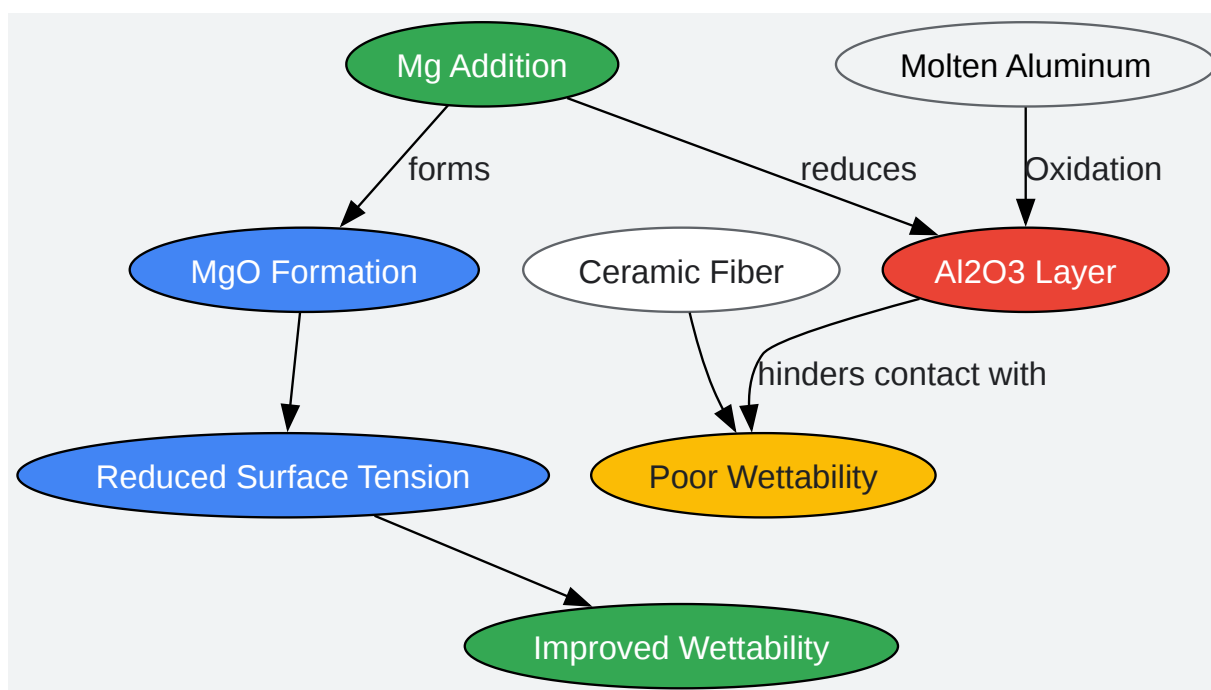 Mg Addition
Molten Aluminum
forms
reduces
Oxidation
MgO Formation
Ceramic Fiber
Al2O3 Layer
hinders contact with
Reduced Surface Tension
Poor Wettability
Improved Wettability